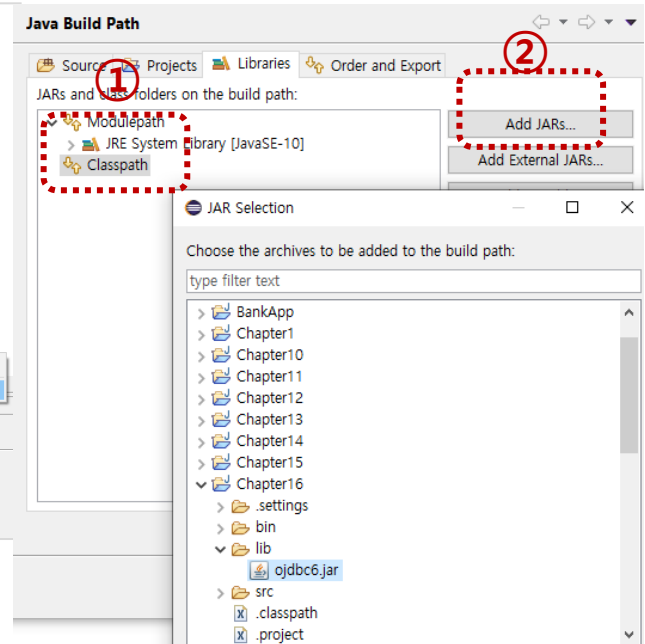 Java Build Path
②
Source Projects Libraries Order and Export
①
JARs and class folders on the build path:
Modulepath
JRE System Library [JavaSE-10]
Classpath
Add JARs...
Add External JARs...
JAR Selection
Choose the archives to be added to the build path:
type filter text
BankApp
Chapter1
Chapter10
Chapter11
Chapter12
Chapter13
Chapter14
Chapter15
Chapter16
.settings
bin
lib
ojdbc6.jar
src
.classpath
.project